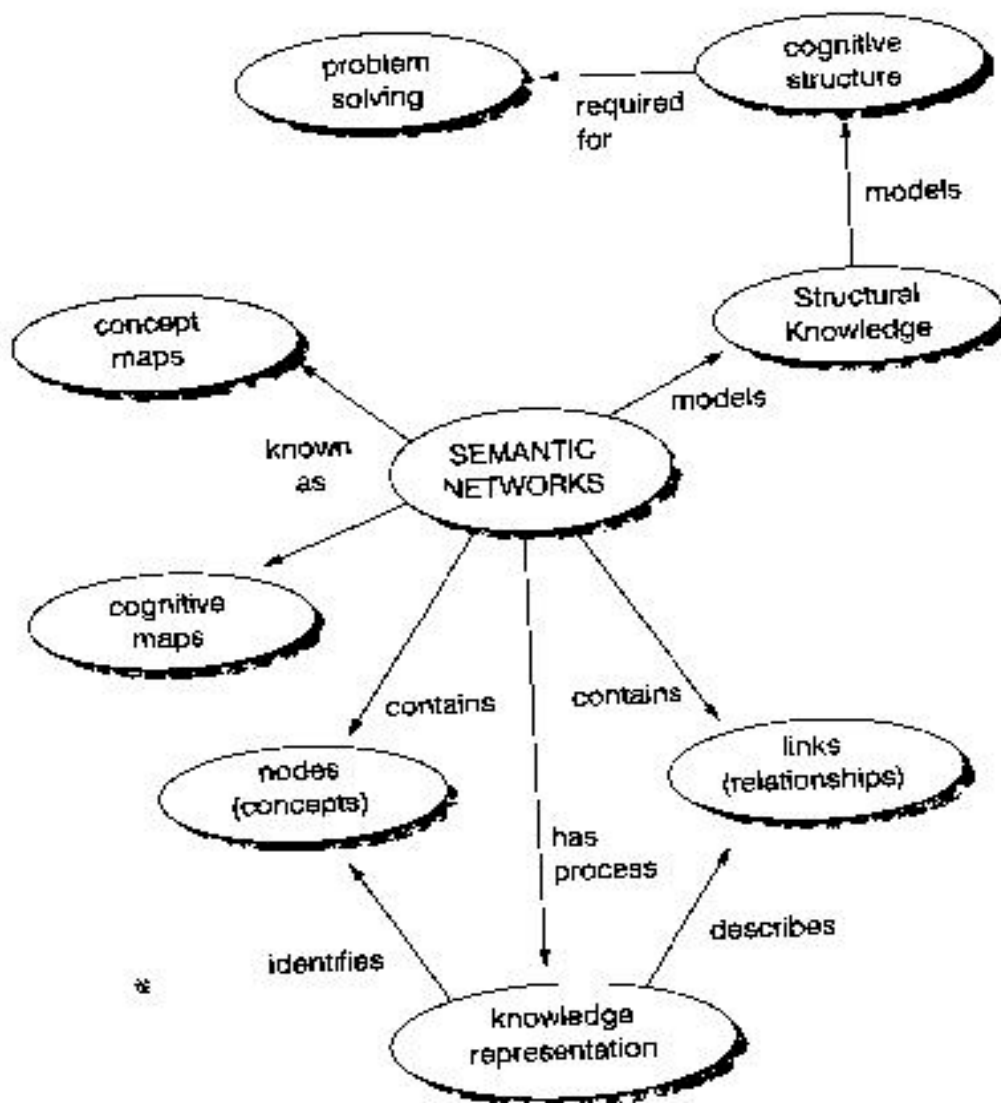 problem
solving
cognitive
structure
required
for
models
Structural
Knowledge
concept
maps
models
known
as
SEMANTIC
NETWORKS
cognitive
maps
contains
contains
nodes
(concepts)
links
(relationships)
has
process
describes
identifies
knowledge
representation